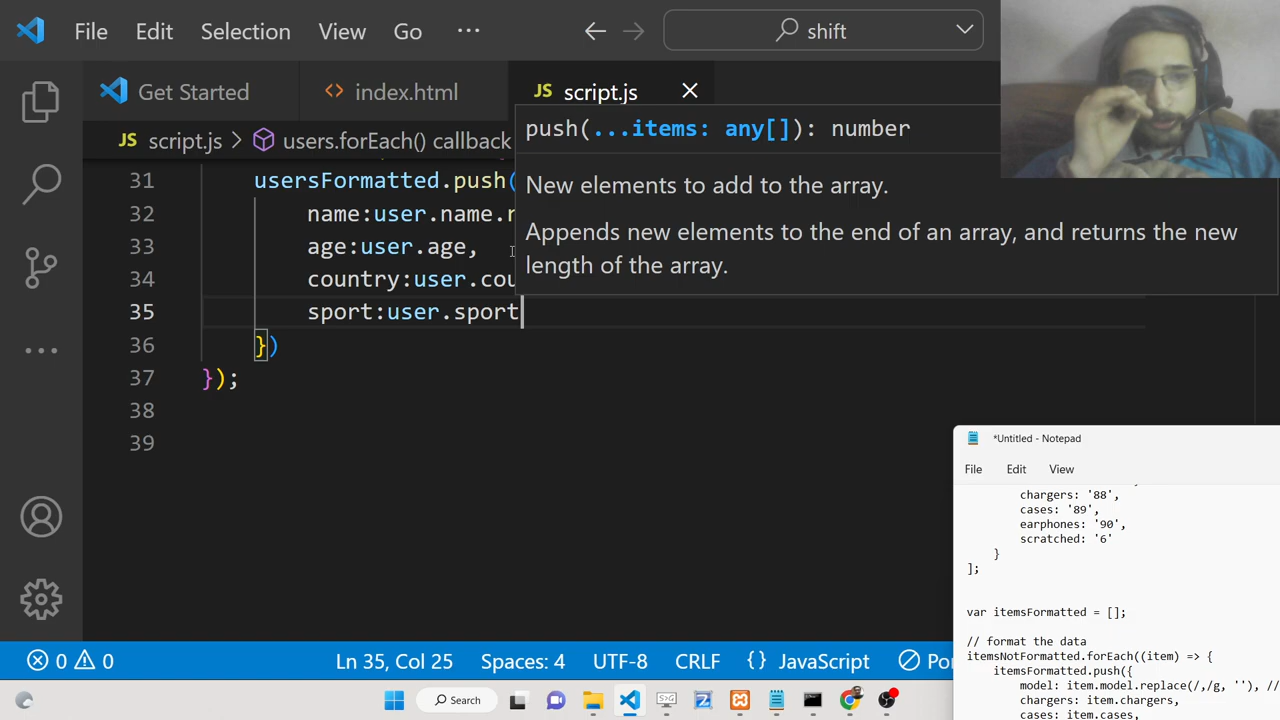 File Edit Selection View Go ··· shift
Get Started index.html JS script.js
JS script.js > users.forEach() callback
push(...items: any[]): number
New elements to add to the array.
Appends new elements to the end of an array, and returns the new
length of the array.
31 usersFormatted.push(
32 name:user.name.
33 age:user.age,
34 country:user.cou
35 sport:user.sport
36 })
37 });
38
39
0 0 Ln 35, Col 25 Spaces: 4 UTF-8 CRLF {} JavaScript Po
Search
*Untitled - Notepad
File Edit View
chargers: '88',
cases: '89',
earphones: '90',
scratched: '6'
}
];
var itemsFormatted = [];
// format the data
itemsNotFormatted.forEach((item) => {
itemsFormatted.push({
model: item.model.replace(/,/g, ''), //
chargers: item.chargers,
cases: item.cases,